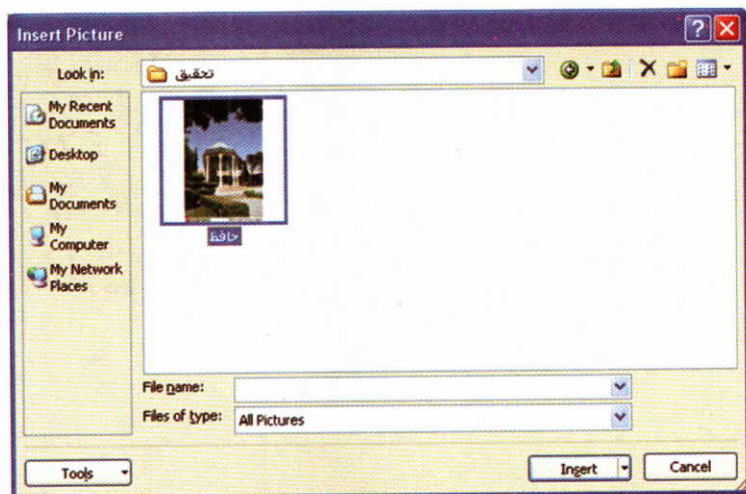 Insert Picture
Look in:
تحقیق
My Recent
Documents
Desktop
My
Documents
My
Computer
My Network
Places
حافظ
File name:
Files of type:
All Pictures
Tools
Insert
Cancel